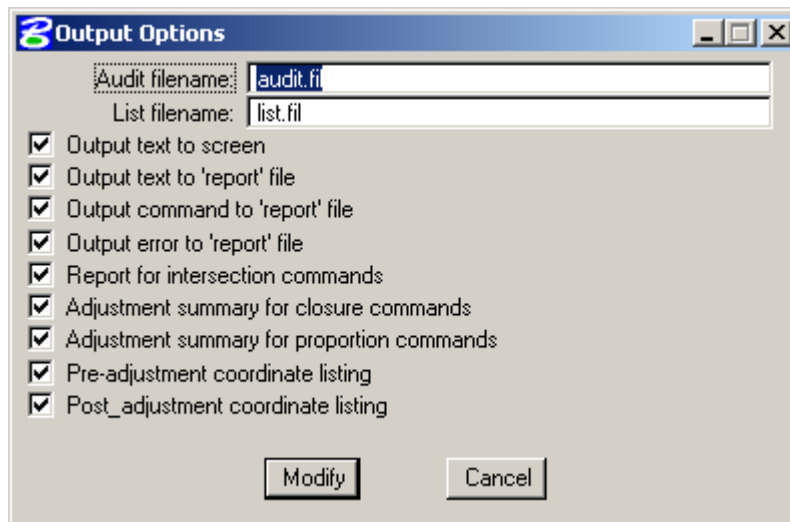 Output Options
Audit filename: audit.fil
List filename: list.fil
Output text to screen
Output text to 'report' file
Output command to 'report' file
Output error to 'report' file
Report for intersection commands
Adjustment summary for closure commands
Adjustment summary for proportion commands
Pre-adjustment coordinate listing
Post_adjustment coordinate listing
Modify Cancel